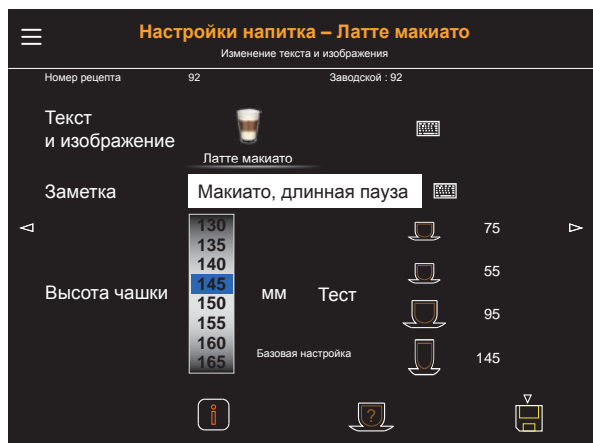 Настройки напитка – Латте макиато
Изменение текста и изображения
Номер рецепта 92 Заводской : 92
Текст
и изображение
Латте макиато
Заметка Макиато, длинная пауза
130
135
140
145
150
155
160
165
Высота чашки мм Тест
Базовая настройка
75
55
95
145
i
?